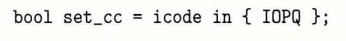 bool set_cc = icode in { IOPQ };